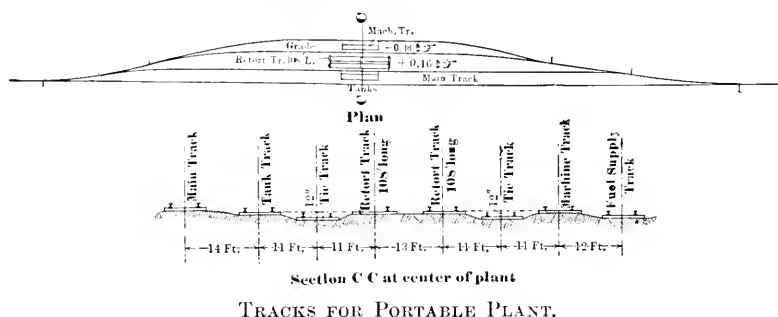 C
Mach. Tr.
Grade
-0.16
Retort Tr. 108' L.
+0.16
Main Track
Tanks
C
Plan
Main Track
Tank Track
12"
Tie Track
Retort Track
108' long
Retort Track
108' long
12"
Tie Track
Machine Track
Fuel Supply
Track
14 Ft.
11 Ft.
11 Ft.
13 Ft.
11 Ft.
11 Ft.
12 Ft.
Section C C at center of plant
TRACKS FOR PORTABLE PLANT.